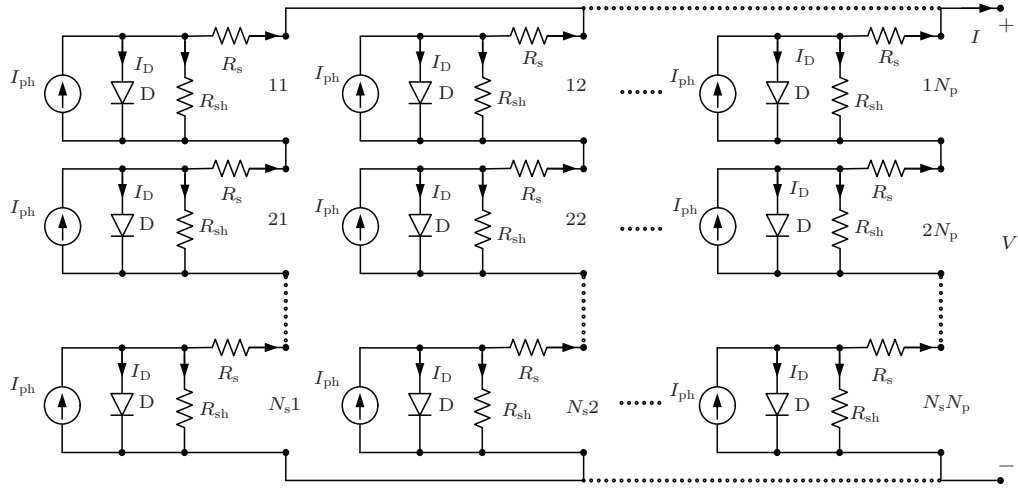 I +
I_ph I_D D R_sh R_s 11 I_ph I_D D R_sh R_s 12 I_ph I_D D R_sh R_s 1N_p
I_ph I_D D R_sh R_s 21 I_ph I_D D R_sh R_s 22 I_ph I_D D R_sh R_s 2N_p V
I_ph I_D D R_sh R_s N_s1 I_ph I_D D R_sh R_s N_s2 I_ph I_D D R_sh R_s N_sN_p
−